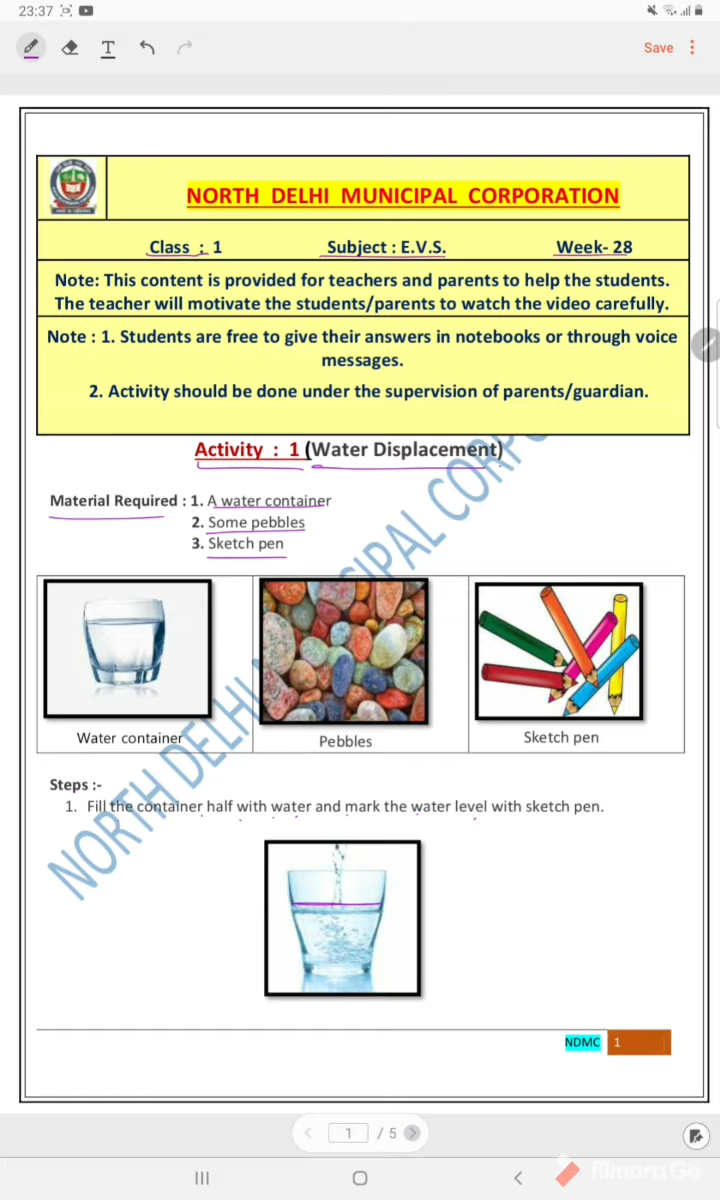 23:37
T
Save
NORTH DELHI MUNICIPAL CORPORATION
Class : 1 Subject : E.V.S. Week- 28
Note: This content is provided for teachers and parents to help the students.
The teacher will motivate the students/parents to watch the video carefully.
Note : 1. Students are free to give their answers in notebooks or through voice
messages.
2. Activity should be done under the supervision of parents/guardian.
Activity : 1 (Water Displacement)
Material Required : 1. A water container
2. Some pebbles
3. Sketch pen
Water container
Pebbles
Sketch pen
Steps :-
1. Fill the container half with water and mark the water level with sketch pen.
NDMC 1
1 / 5
filmora Go